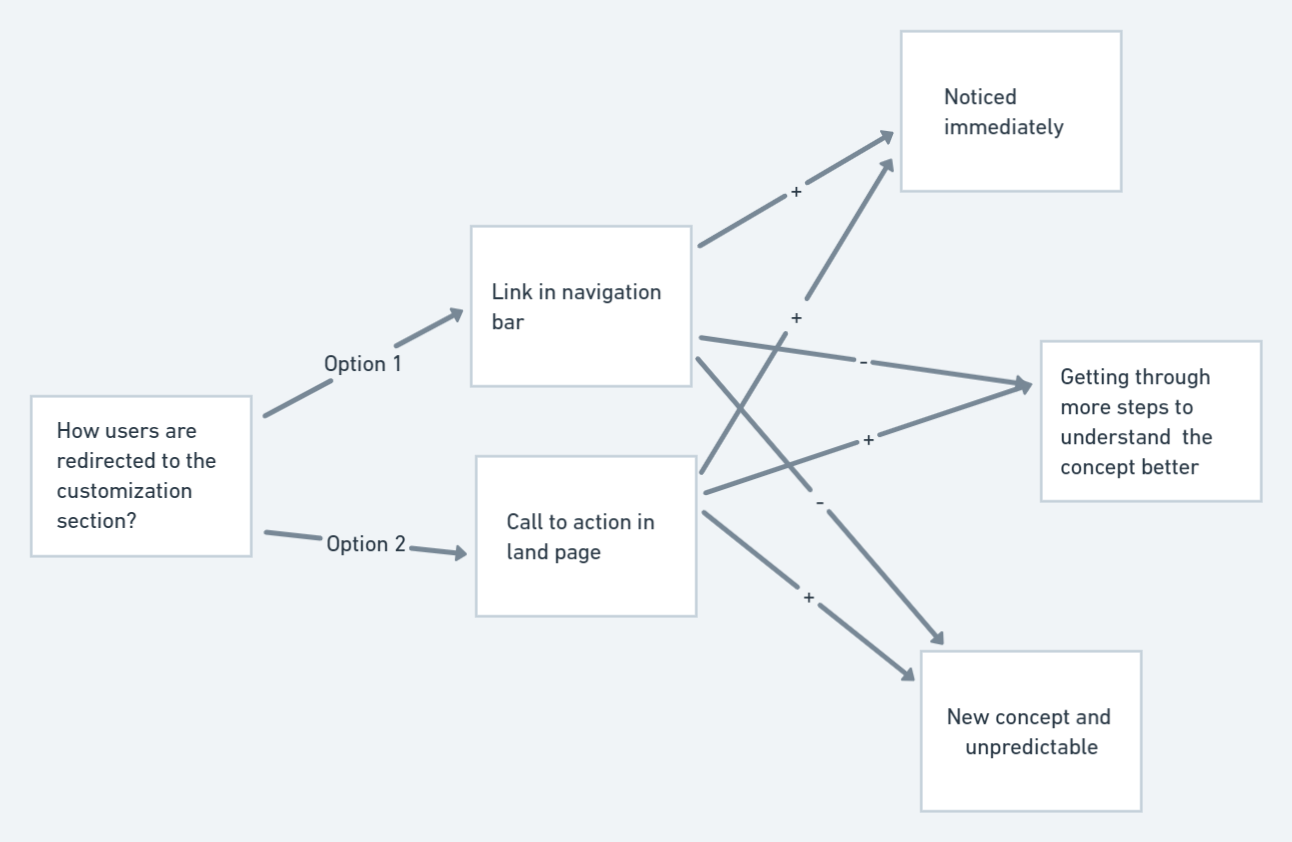 Noticed
immediately
+
Link in navigation
bar
+
Option 1
-
Getting through
more steps to
understand  the
concept better
How users are
redirected to the
customization
section?
+
-
Call to action in
land page
Option 2
+
New concept and
unpredictable